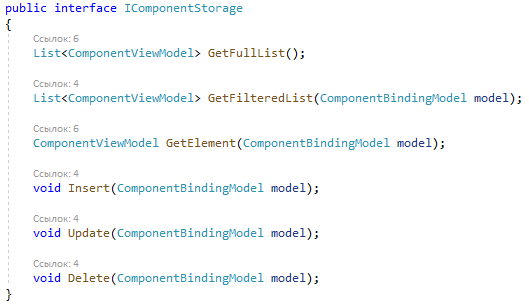 public interface IComponentStorage
{
Ссылок: 6
List<ComponentViewModel> GetFullList();
Ссылок: 4
List<ComponentViewModel> GetFilteredList(ComponentBindingModel model);
Ссылок: 6
ComponentViewModel GetElement(ComponentBindingModel model);
Ссылок: 4
void Insert(ComponentBindingModel model);
Ссылок: 4
void Update(ComponentBindingModel model);
Ссылок: 4
void Delete(ComponentBindingModel model);
}